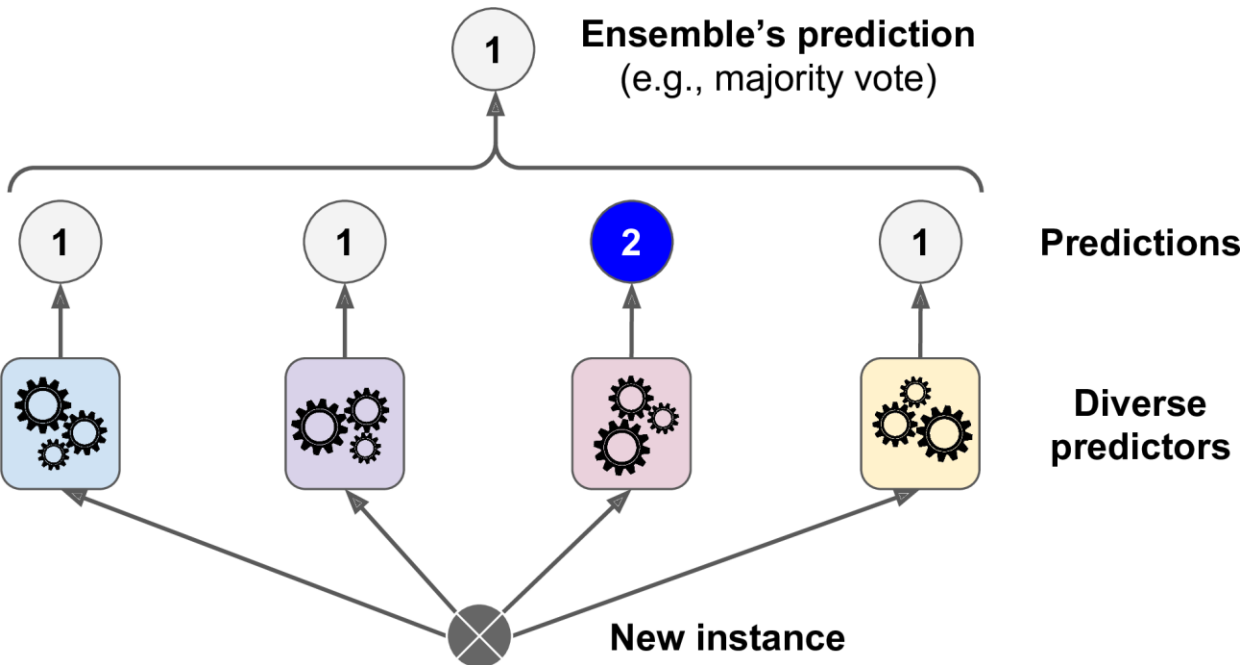 1
Ensemble’s prediction
(e.g., majority vote)
1 1 2 1 Predictions
Diverse
predictors
New instance